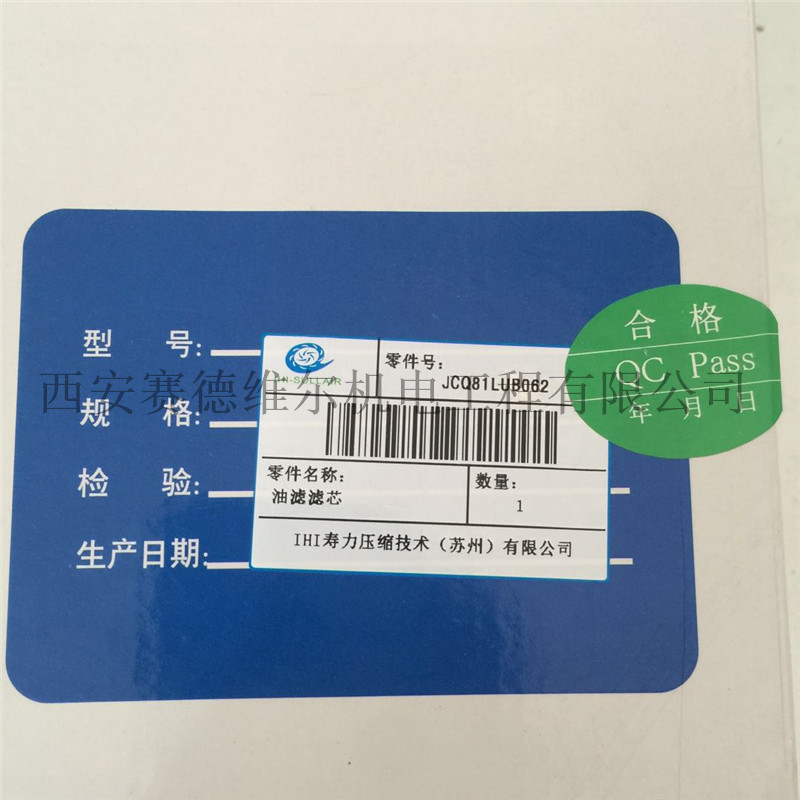 型 号:
规 格:
检 验:
生产日期:
IHI-SULLAIR
零件号:
JCQ81LUB062
零件名称:
油滤滤芯
数量:
1
IHI寿力压缩技术（苏州）有限公司
合格
QC Pass
年 月 日
西安赛德维尔机电工程有限公司